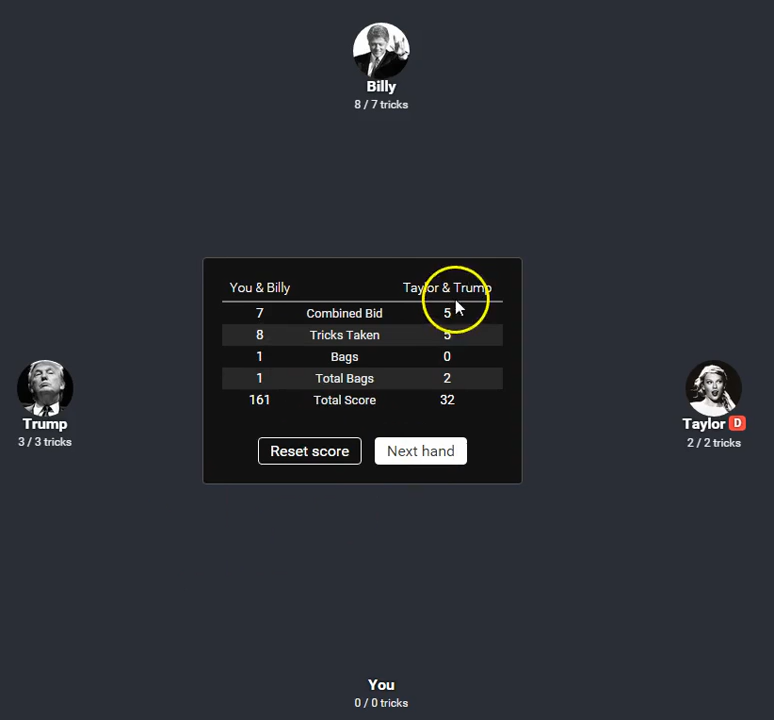 Billy
8 / 7 tricks
You & Billy Taylor & Trump
7 Combined Bid 5
8 Tricks Taken 5
1 Bags 0
1 Total Bags 2
161 Total Score 32
Reset score Next hand
Trump
3 / 3 tricks
Taylor D
2 / 2 tricks
You
0 / 0 tricks